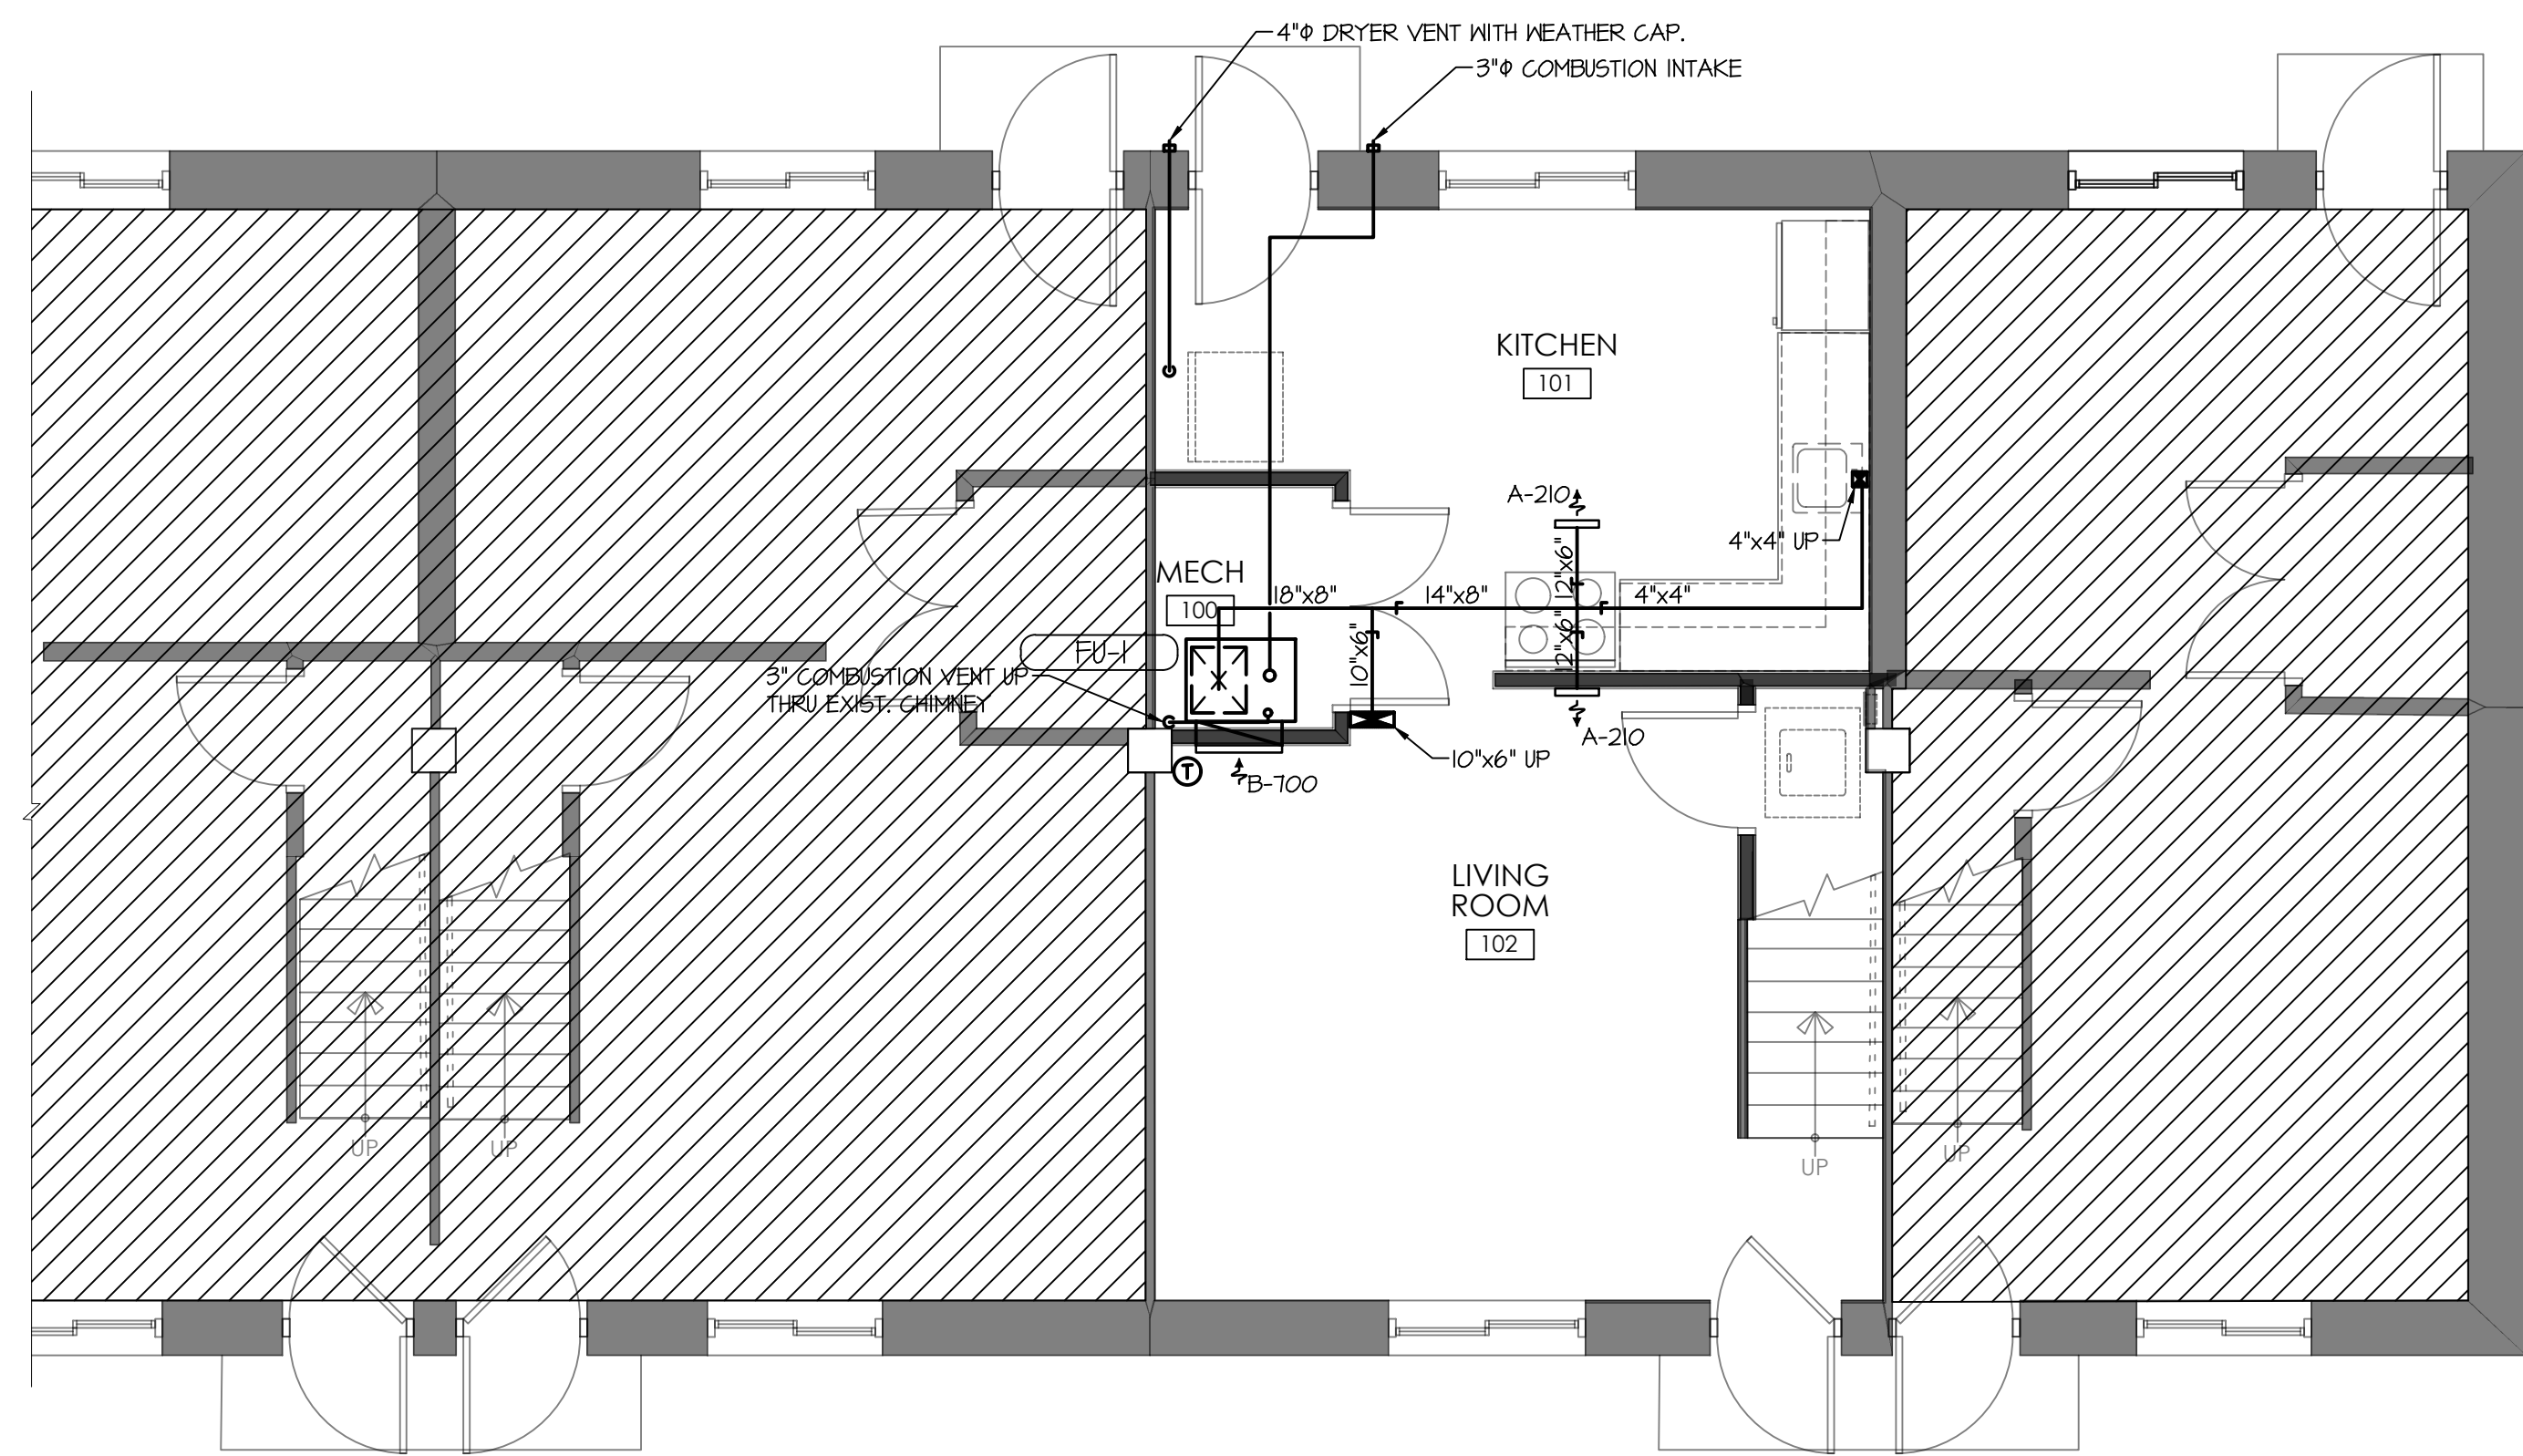 4"Φ DRYER VENT WITH WEATHER CAP.
3"Φ COMBUSTION INTAKE
KITCHEN
101
A-210
4"x4" UP
12"x6"
MECH
100
18"x8"
14"x8"
4"x4"
FU-1
12"x6"
10"x6"
3" COMBUSTION VENT UP
THRU EXIST. CHIMNEY
A-210
10"x6" UP
T
B-700
LIVING
ROOM
102
UP
UP
UP
UP